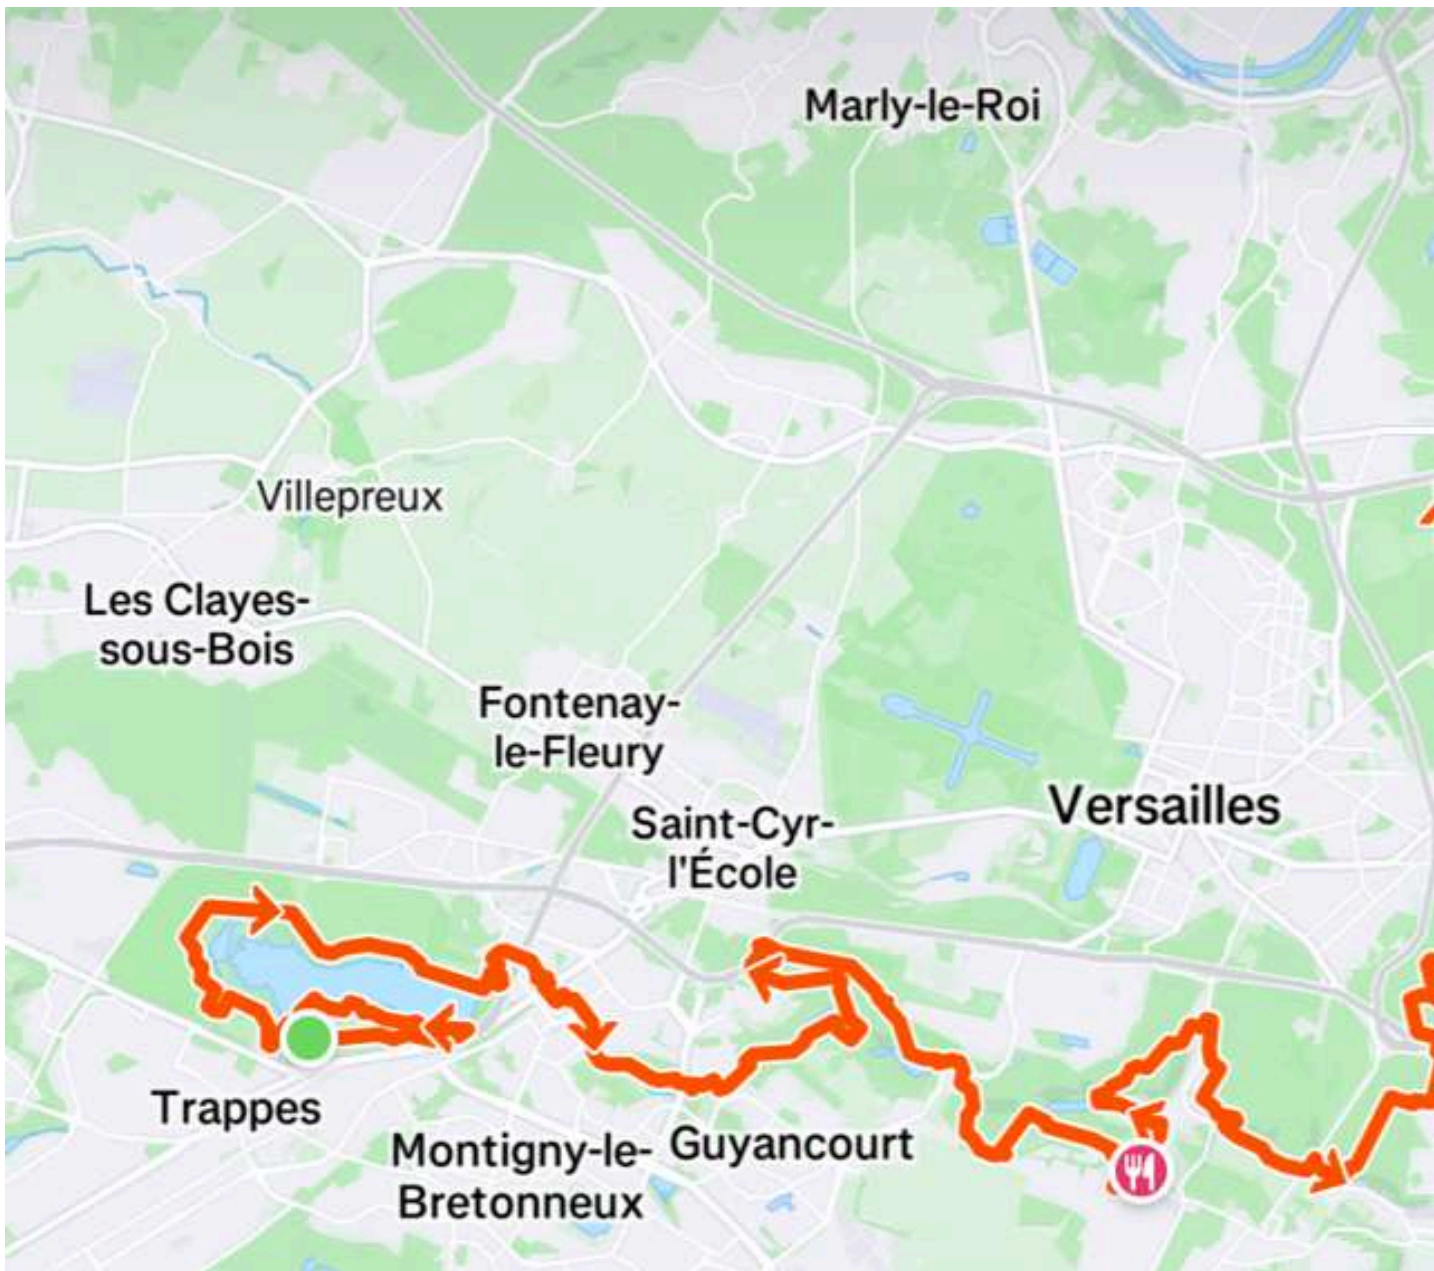 Marly-le-Roi
Villepreux
Les Clayes-
sous-Bois
Fontenay-
le-Fleury
Saint-Cyr-
l'École
Versailles
Trappes
Montigny-le-
Bretonneux
Guyancourt